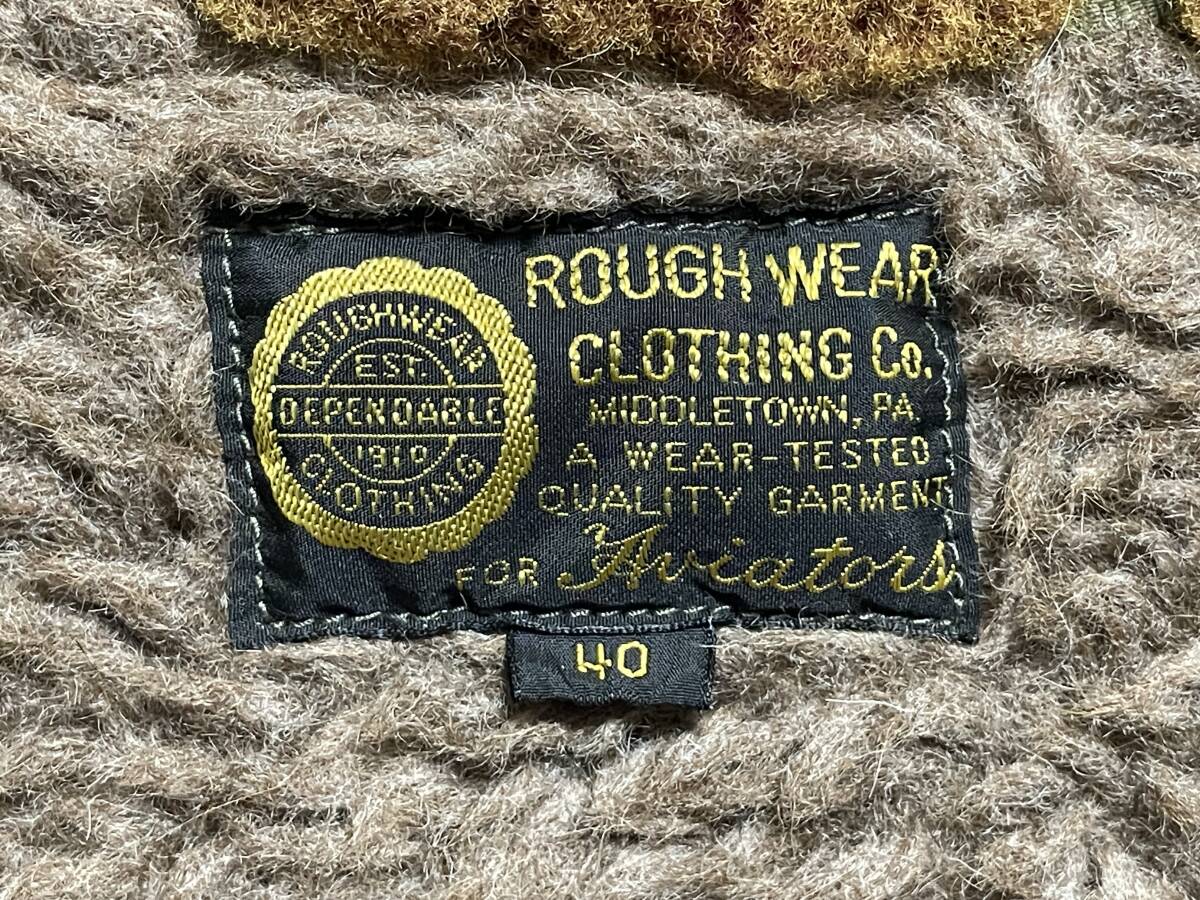 ROUGHWEAR
EST.
DEPENDABLE
1910
CLOTHING
ROUGH WEAR
CLOTHING Co.
MIDDLETOWN, PA
A WEAR-TESTED
QUALITY GARMENT
FOR Aviators
40